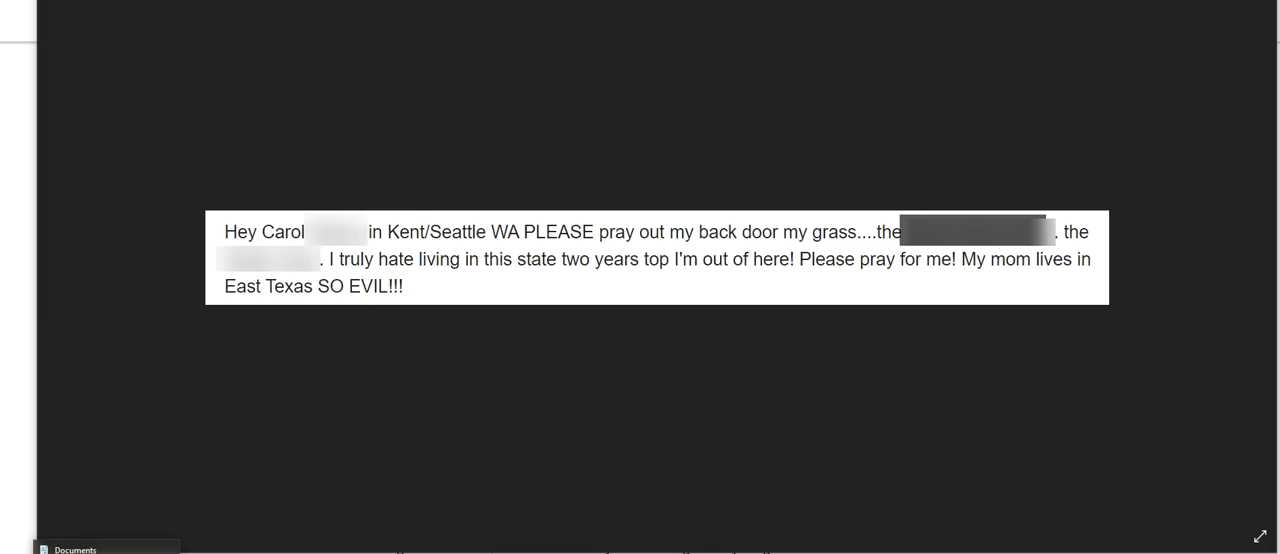 Hey Carol in Kent/Seattle WA PLEASE pray out my back door my grass....the . the
. I truly hate living in this state two years top I'm out of here! Please pray for me! My mom lives in
East Texas SO EVIL!!!
Documents